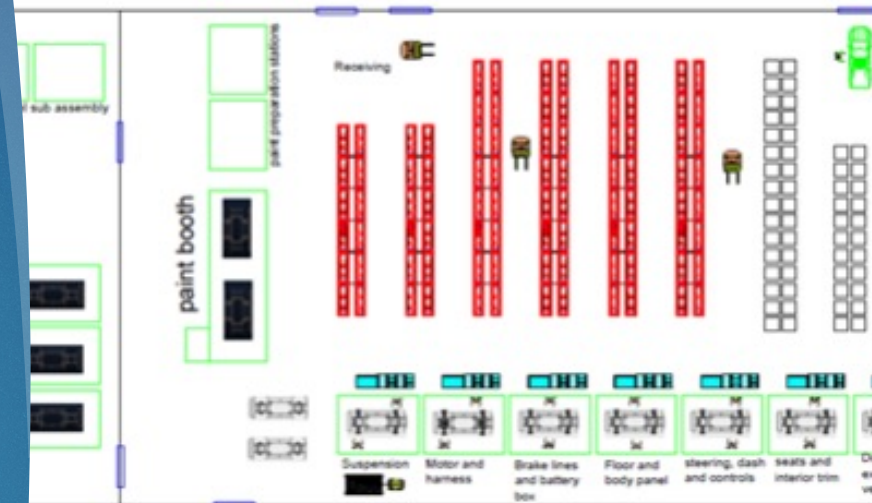 sub assembly
paint preparation stations
Receiving
paint booth
Suspension
Motor and
harness
Brake lines
and battery
box
Floor and
body panel
steering, dash
and controls
seats and
interior trim